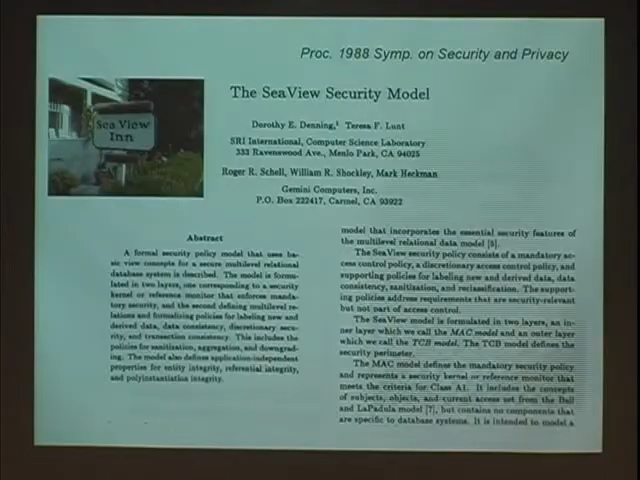 Proc. 1988 Symp. on Security and Privacy
Sea View
Inn
The SeaView Security Model
Dorothy E. Denning,¹ Teresa F. Lunt
SRI International, Computer Science Laboratory
333 Ravenswood Ave., Menlo Park, CA 94025
Roger R. Schell, William R. Shockley, Mark Heckman
Gemini Computers, Inc.
P.O. Box 222417, Carmel, CA 93922
Abstract
A formal security policy model that uses ba-
sic view concepts for a secure multilevel relational
database system is described. The model is formu-
lated in two layers, one corresponding to a security
kernel or reference monitor that enforces manda-
tory security, and the second defining multilevel re-
lations and formalizing policies for labeling new and
derived data, data consistency, discretionary secu-
rity, and transaction consistency. This includes the
policies for sanitization, aggregation, and downgrad-
ing. The model also defines application-independent
properties for entity integrity, referential integrity,
and polyinstantiation integrity.
model that incorporates the essential security features of
the multilevel relational data model [5].
The SeaView security policy consists of a mandatory ac-
cess control policy, a discretionary access control policy, and
supporting policies for labeling new and derived data, data
consistency, sanitization, and reclassification. The support-
ing policies address requirements that are security-relevant
but not part of access control.
The SeaView model is formulated in two layers, an in-
ner layer which we call the MAC model and an outer layer
which we call the TCB model. The TCB model defines the
security perimeter.
The MAC model defines the mandatory security policy
and represents a security kernel or reference monitor that
meets the criteria for Class A1. It includes the concepts
of subjects, objects, and current access set from the Bell
and LaPadula model [7], but contains no components that
are specific to database systems. It is intended to model a